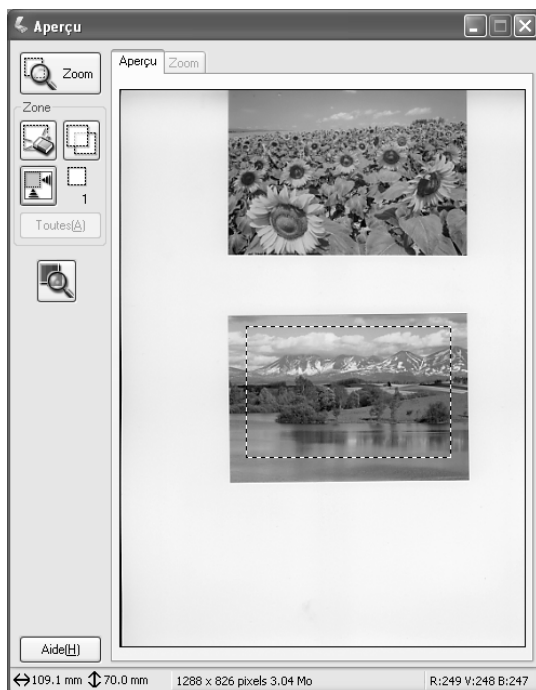 Aperçu
Zoom
Aperçu
Zoom
Zone
1
Toutes(A)
Aide(H)
109.1 mm 70.0 mm 1288 x 826 pixels 3.04 Mo R:249 V:248 B:247